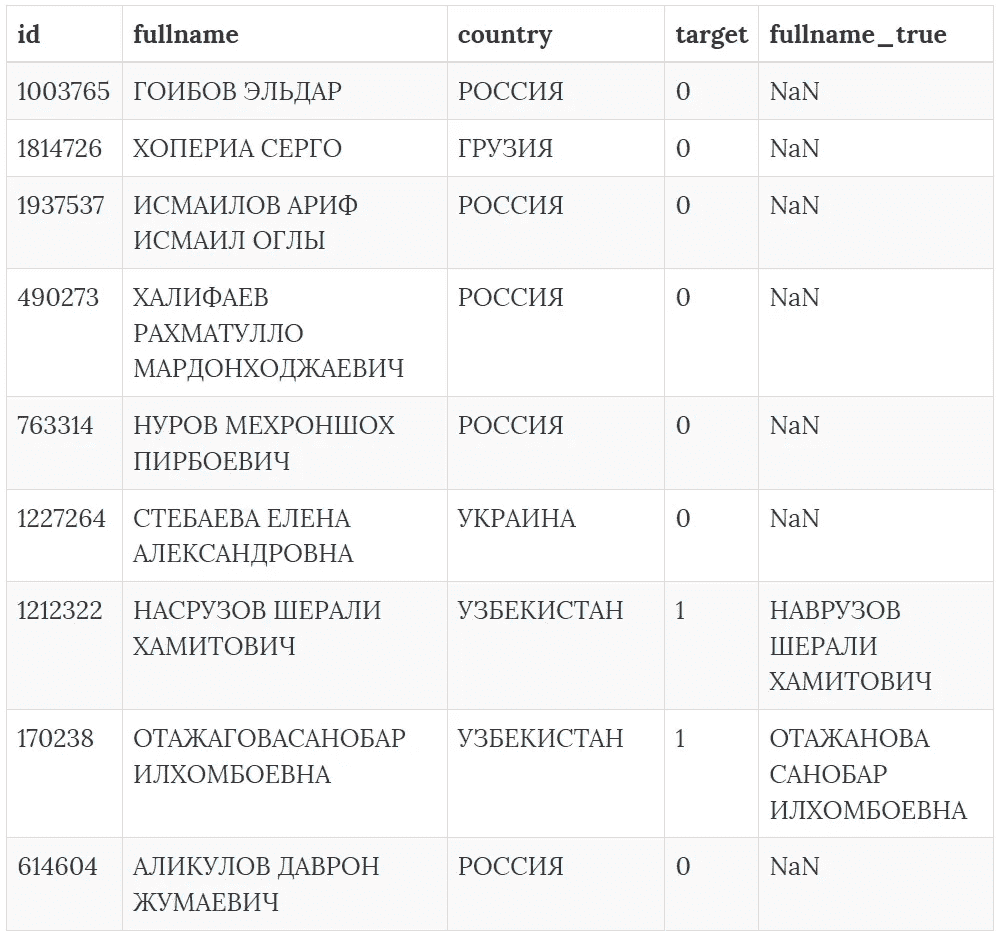 id fullname country target fullname_true
1003765 ГОИБОВ ЭЛЬДАР РОССИЯ 0 NaN
1814726 ХОПЕРИА СЕРГО ГРУЗИЯ 0 NaN
1937537 ИСМАИЛОВ АРИФ РОССИЯ 0 NaN
ИСМАИЛ ОГЛЫ
490273 ХАЛИФАЕВ РОССИЯ 0 NaN
РАХМАТУЛЛО
МАРДОНХОДЖАЕВИЧ
763314 НУРОВ МЕХРОНШОХ РОССИЯ 0 NaN
ПИРБОЕВИЧ
1227264 СТЕБАЕВА ЕЛЕНА УКРАИНА 0 NaN
АЛЕКСАНДРОВНА
1212322 НАСРУЗОВ ШЕРАЛИ УЗБЕКИСТАН 1 НАВРУЗОВ
ХАМИТОВИЧ ШЕРАЛИ
ХАМИТОВИЧ
170238 ОТАЖАГОВАСАНОБАР УЗБЕКИСТАН 1 ОТАЖАНОВА
ИЛХОМБОЕВНА САНОБАР
ИЛХОМБОЕВНА
614604 АЛИКУЛОВ ДАВРОН РОССИЯ 0 NaN
ЖУМАЕВИЧ